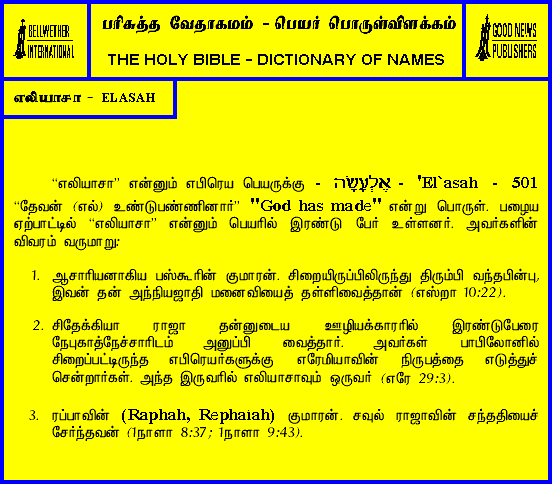 BELLWETHER
INTERNATIONAL
பரிசுத்த வேதாகமம் - பெயர் பொருள்விளக்கம்
THE HOLY BIBLE - DICTIONARY OF NAMES
GOOD NEWS
PUBLISHERS
எலியாசா - ELASAH
“எலியாசா” என்னும் எபிரெய பெயருக்கு - אֶלְעָשָׂה - 'El`asah - 501
“தேவன் (எல்) உண்டுபண்ணினார்” "God has made" என்று பொருள். பழைய
ஏற்பாட்டில் “எலியாசா” என்னும் பெயரில் இரண்டு பேர் உள்ளனர். அவர்களின்
விவரம் வருமாறு:
1. ஆசாரியனாகிய பஸ்கூரின் குமாரன். சிறையிருப்பிலிருந்து திரும்பி வந்தபின்பு,
இவன் தன் அந்நியஜாதி மனைவியைத் தள்ளிவைத்தான் (எஸ்றா 10:22).
2. சிதேக்கியா ராஜா தன்னுடைய ஊழியக்காரரில் இரண்டுபேரை
நேபுகாத்நேச்சாரிடம் அனுப்பி வைத்தார். அவர்கள் பாபிலோனில்
சிறைப்பட்டிருந்த எபிரெயர்களுக்கு எரேமியாவின் நிருபத்தை எடுத்துச்
சென்றார்கள். அந்த இருவரில் எலியாசாவும் ஒருவர் (எரே 29:3).
3. ரப்பாவின் (Raphah, Rephaiah) குமாரன். சவுல் ராஜாவின் சந்ததியைச்
சேர்ந்தவன் (1நாளா 8:37; 1நாளா 9:43).